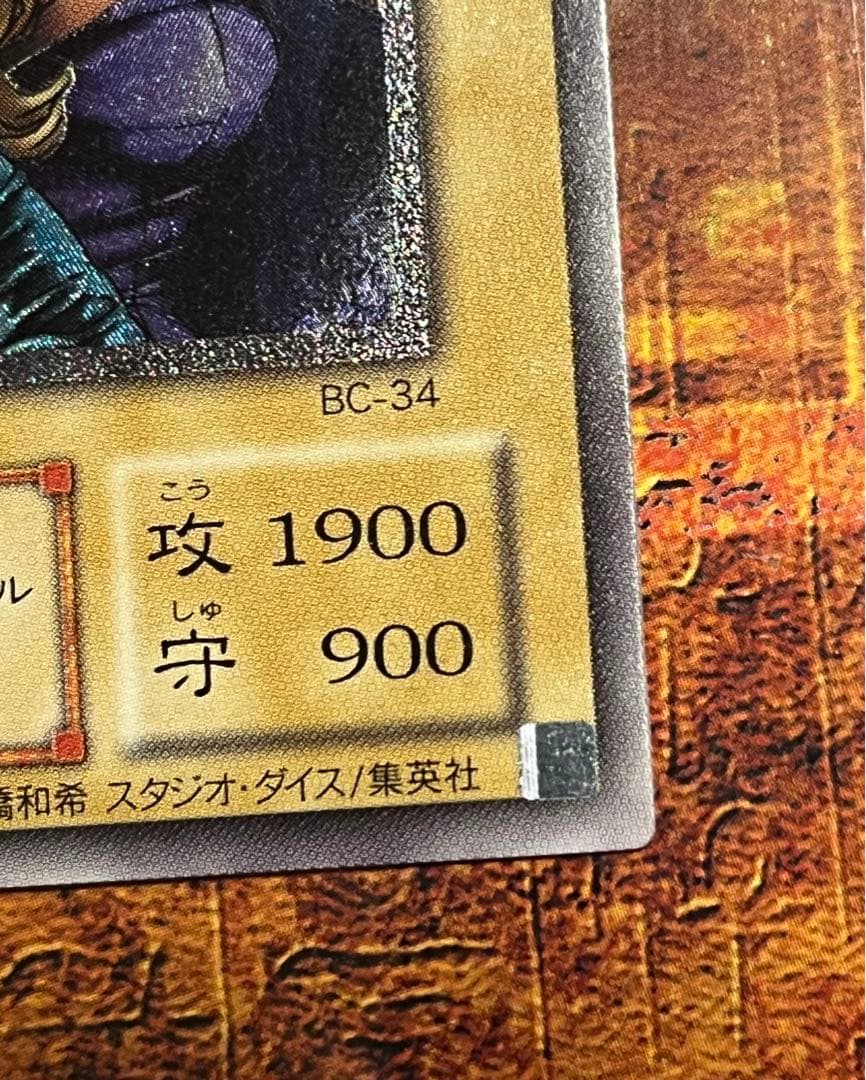 BC-34
こう
攻 1900
しゅ
守 900
ル
橋和希 スタジオ・ダイス/集英社